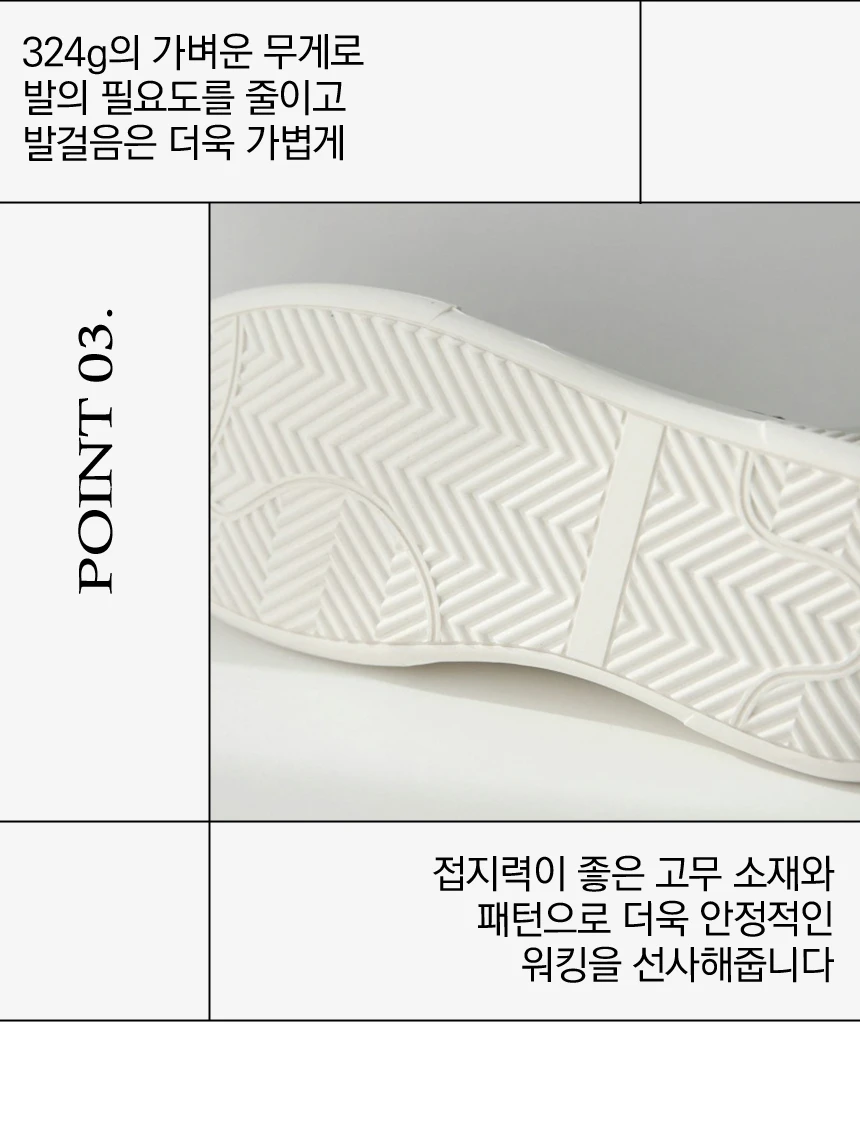 324g의 가벼운 무게로
발의 필요도를 줄이고
발걸음은 더욱 가볍게
POINT 03.
접지력이 좋은 고무 소재와
패턴으로 더욱 안정적인
워킹을 선사해줍니다